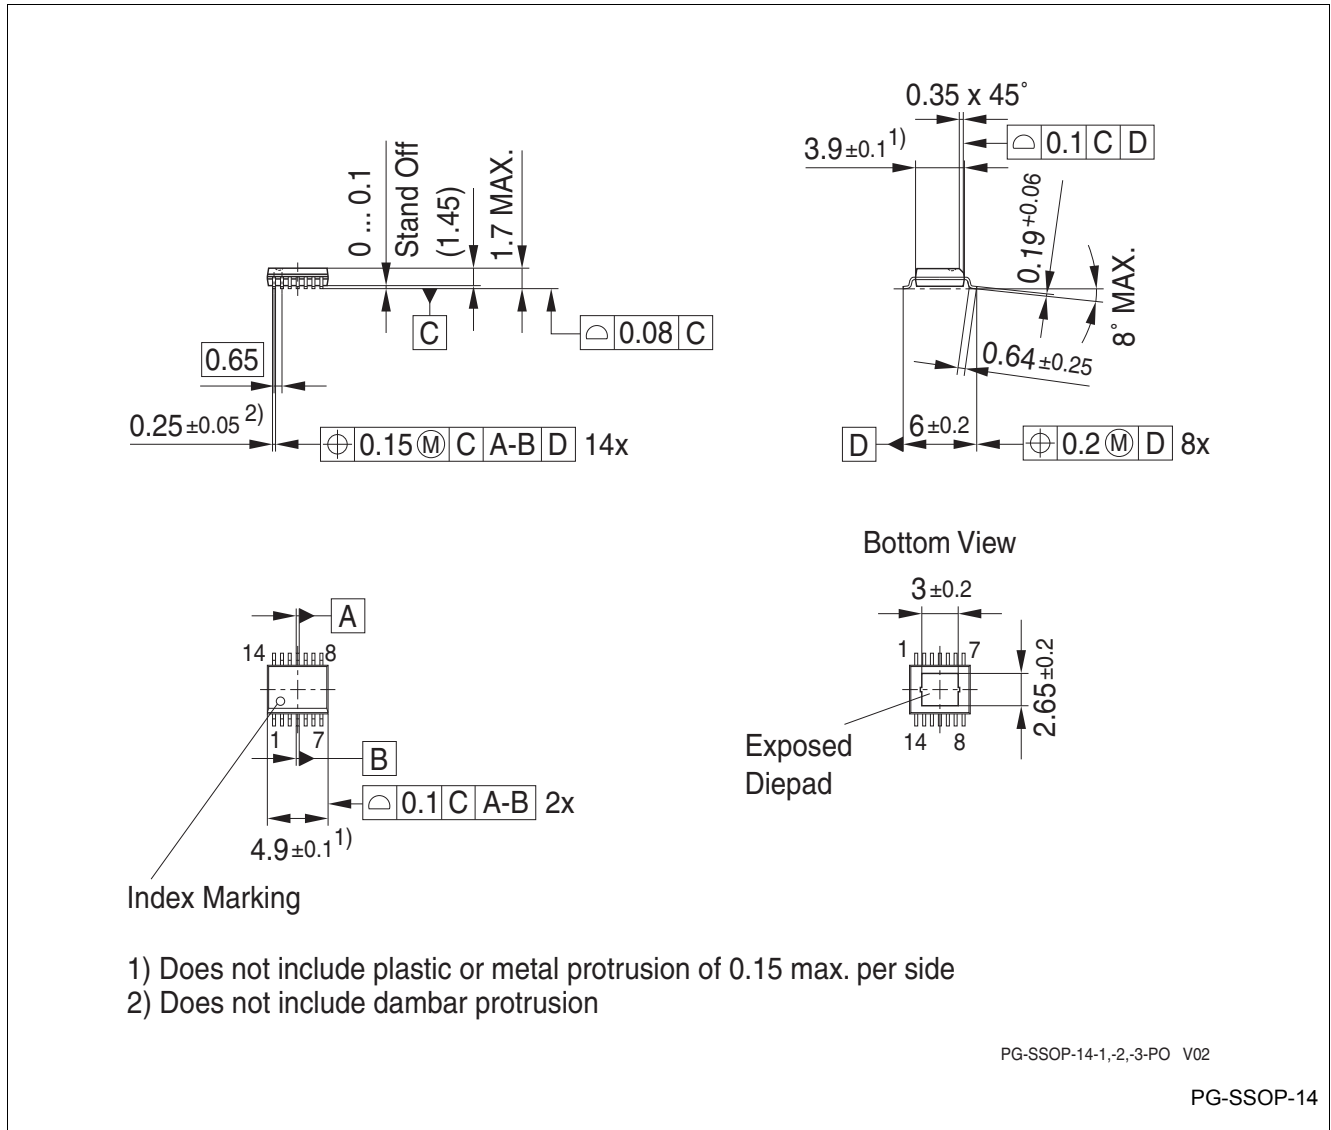 0 ... 0.1
Stand Off
(1.45)
1.7 MAX.
C
⌓ 0.08 C
0.65
0.25 ±0.05 2)
⌖ 0.15 Ⓜ C A-B D 14x
0.35 x 45°
3.9 ±0.1 1)
⌓ 0.1 C D
0.19 +0.06
8° MAX.
0.64 ±0.25
6 ±0.2
D
⌖ 0.2 Ⓜ D 8x
A
14 8
1 7
B
⌓ 0.1 C A-B 2x
4.9 ±0.1 1)
Index Marking
Bottom View
3 ±0.2
1 7
2.65 ±0.2
14 8
Exposed
Diepad
1) Does not include plastic or metal protrusion of 0.15 max. per side
2) Does not include dambar protrusion
PG-SSOP-14-1,-2,-3-PO V02
PG-SSOP-14